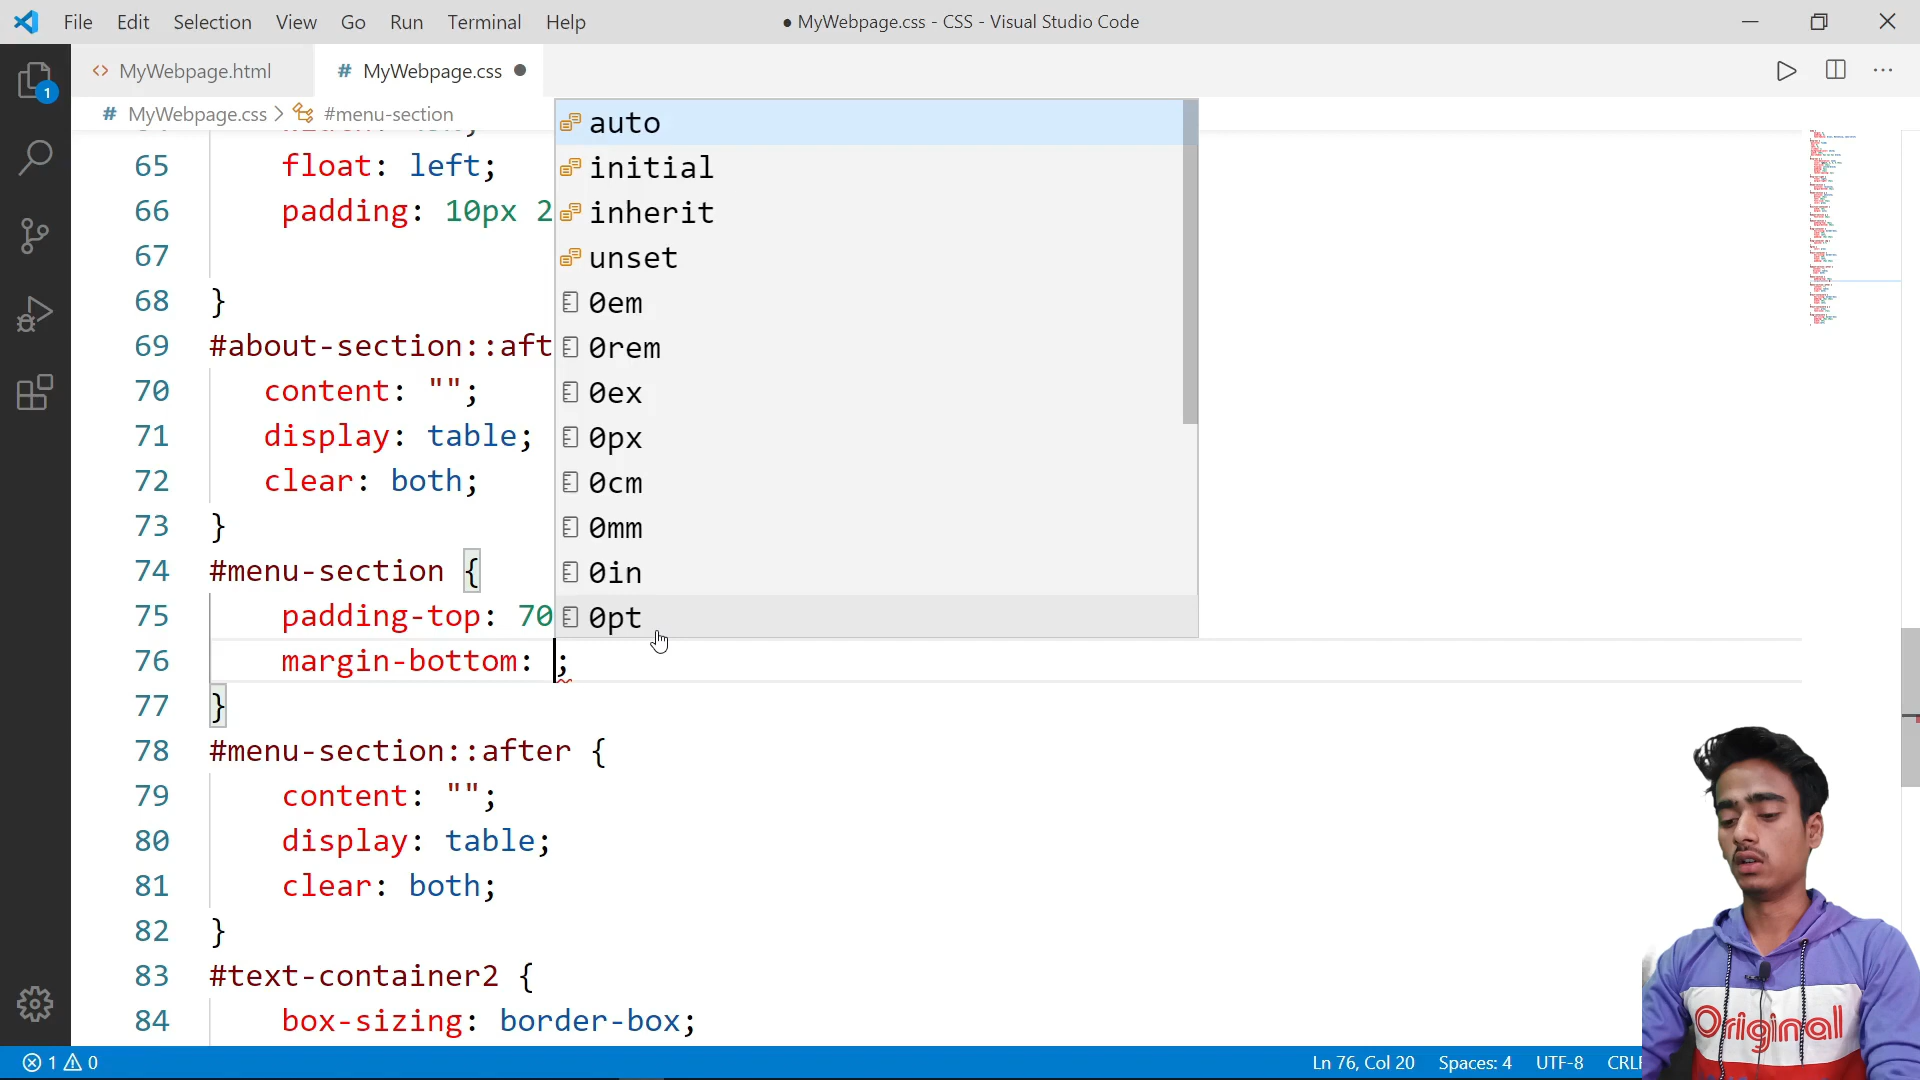 File Edit Selection View Go Run Terminal Help ● MyWebpage.css - CSS - Visual Studio Code
<> MyWebpage.html # MyWebpage.css ●
# MyWebpage.css > #menu-section
1
65 float: left;
66 padding: 10px 2
67
68 }
69 #about-section::aft
70 content: "";
71 display: table;
72 clear: both;
73 }
74 #menu-section {
75 padding-top: 70
76 margin-bottom: ;
77 }
78 #menu-section::after {
79 content: "";
80 display: table;
81 clear: both;
82 }
83 #text-container2 {
84 box-sizing: border-box;
auto
initial
inherit
unset
0em
0rem
0ex
0px
0cm
0mm
0in
0pt
Original
1 0 Ln 76, Col 20 Spaces: 4 UTF-8 CRLF